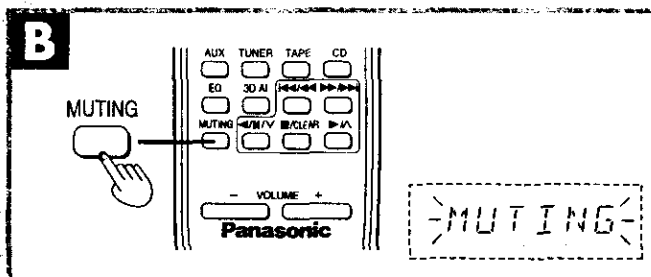 B
AUX TUNER TAPE CD
EQ 3D AI ⏮/◀◀ ▶▶/⏭
MUTING
MUTING ◀/❚❚/∨ ■/CLEAR ▶/∧
− VOLUME +
Panasonic
MUTING